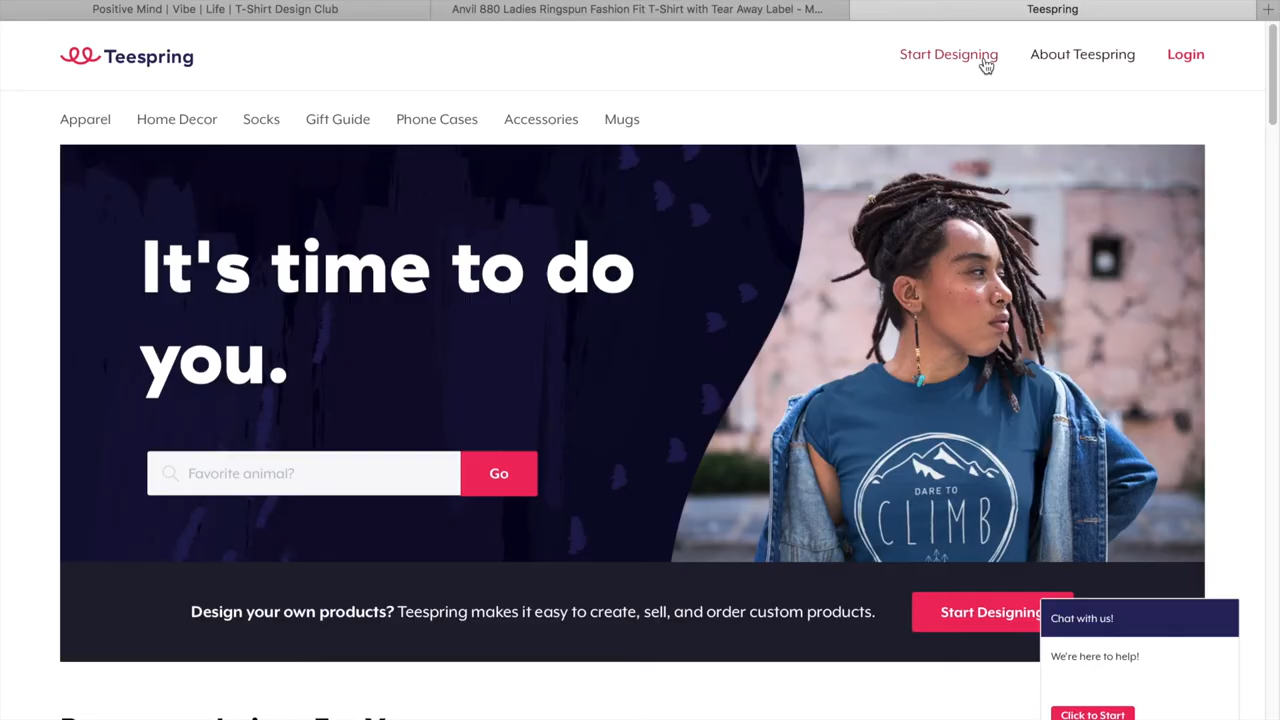 Positive Mind | Vibe | Life | T-Shirt Design Club
Anvil 880 Ladies Ringspun Fashion Fit T-Shirt with Tear Away Label - M...
Teespring
Teespring
Start Designing
About Teespring
Login
Apparel
Home Decor
Socks
Gift Guide
Phone Cases
Accessories
Mugs
It's time to do
you.
Favorite animal?
Go
DARE TO
CLIMB
Design your own products? Teespring makes it easy to create, sell, and order custom products.
Start Designing
Chat with us!
We're here to help!
Click to Start